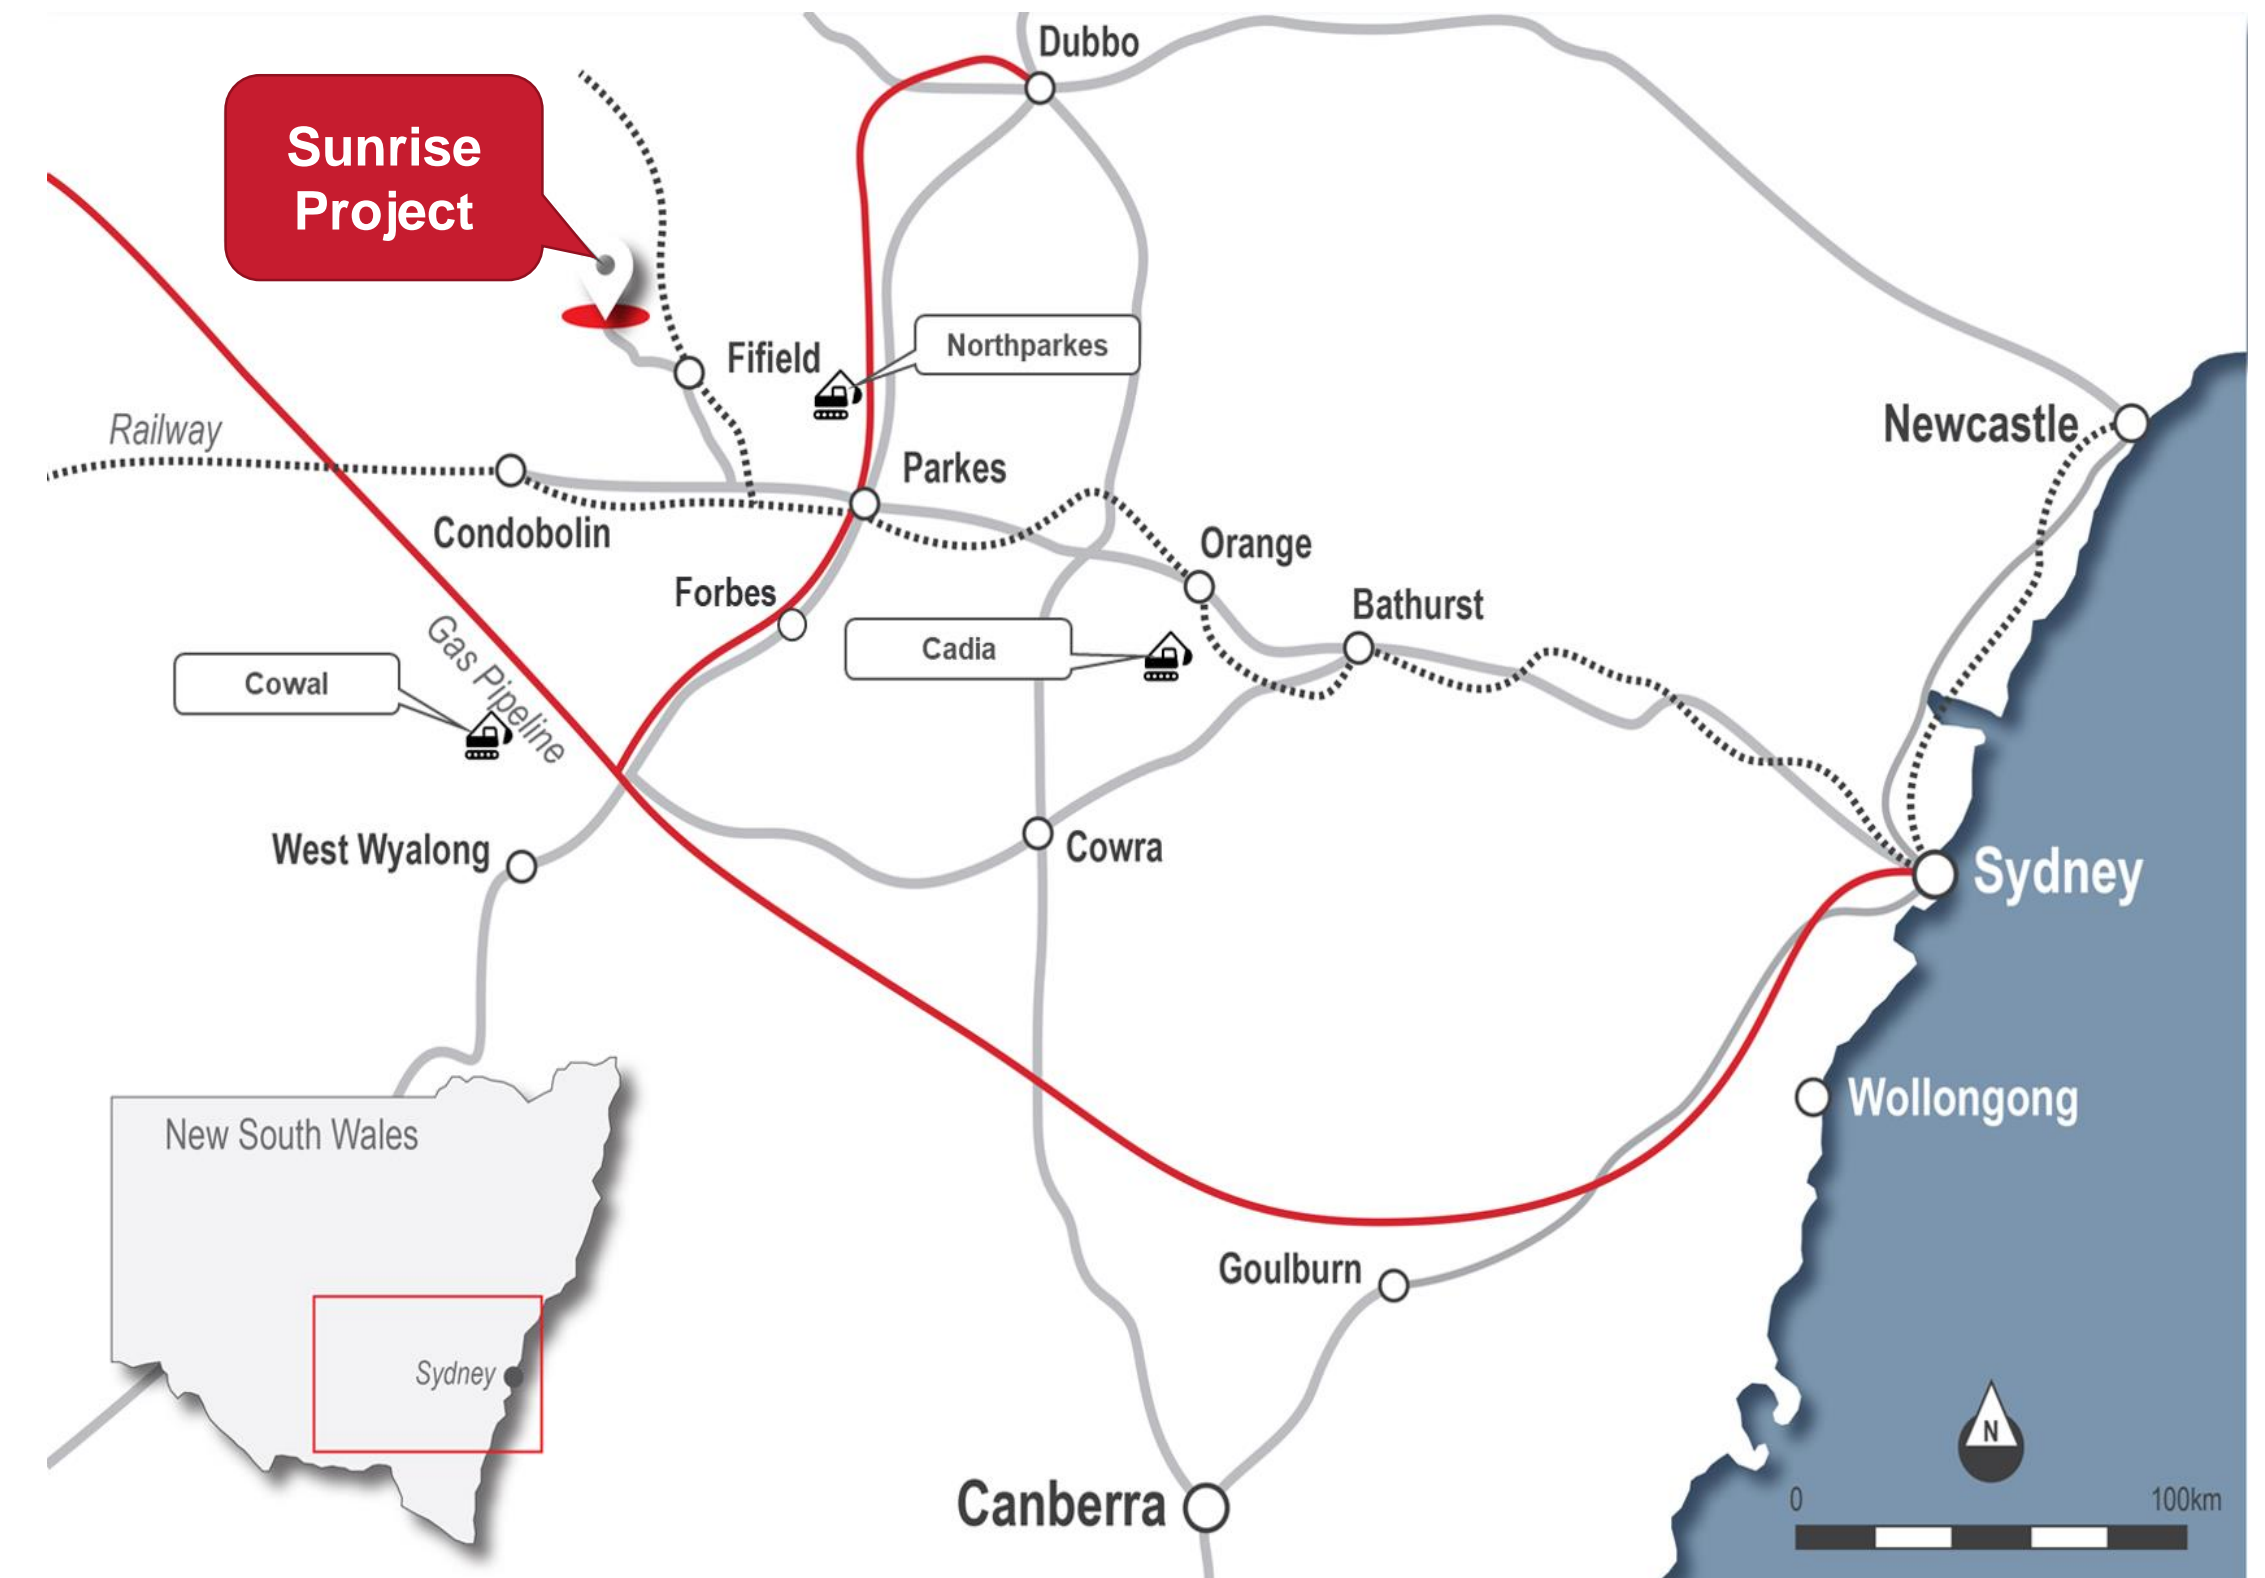 Dubbo
Sunrise
Project
Fifield
Northparkes
Railway
Newcastle
Parkes
Condobolin
Orange
Forbes
Bathurst
Gas Pipeline
Cadia
Cowal
West Wyalong
Cowra
Sydney
Wollongong
New South Wales
Goulburn
Sydney
N
Canberra
0
100km